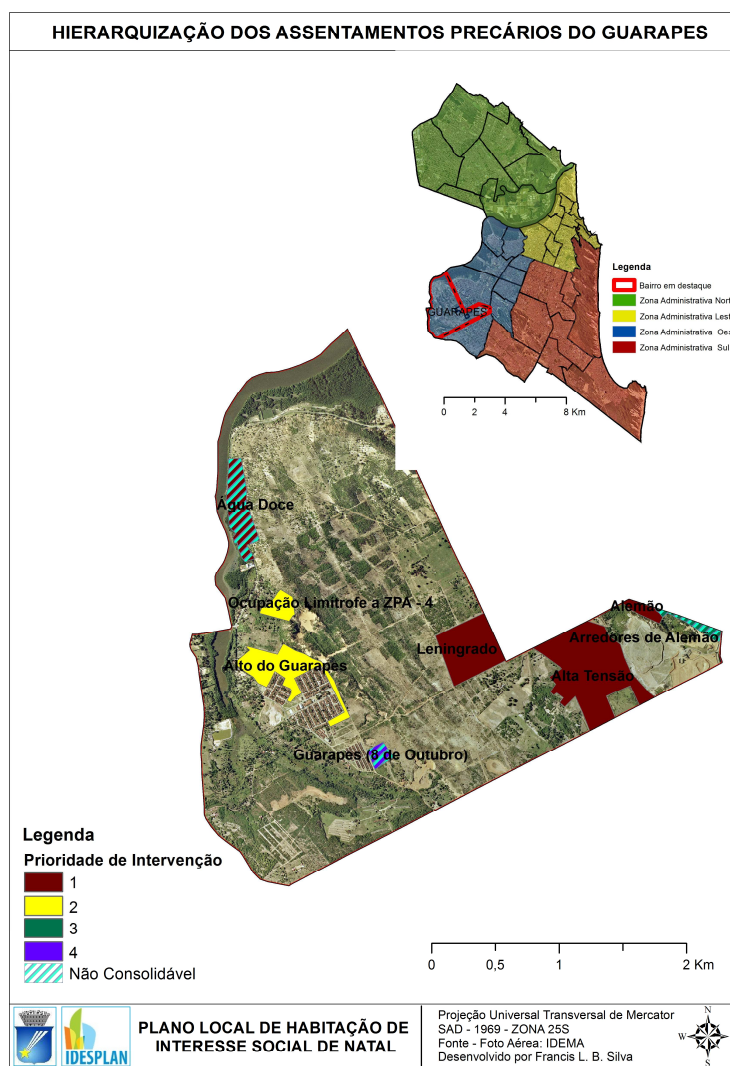 HIERARQUIZAÇÃO DOS ASSENTAMENTOS PRECÁRIOS DO GUARAPES
Legenda
Bairro em destaque
Zona Administrativa Nort
Zona Administrativa Lest
Zona Administrativa Oes
Zona Administrativa Sul
GUARAPES
0 2 4 8 Km
Água Doce
Ocupação Limítrofe a ZPA - 4
Alemão
Arredores de Alemão
Leningrado
Alto do Guarapes
Alta Tensão
Guarapes (8 de Outubro)
Legenda
Prioridade de Intervenção
1
2
3
4
Não Consolidável
0 0,5 1 2 Km
IDESPLAN
PLANO LOCAL DE HABITAÇÃO DE
INTERESSE SOCIAL DE NATAL
Projeção Universal Transversal de Mercator
SAD - 1969 - ZONA 25S
Fonte - Foto Aérea: IDEMA
Desenvolvido por Francis L. B. Silva
N
W E
S